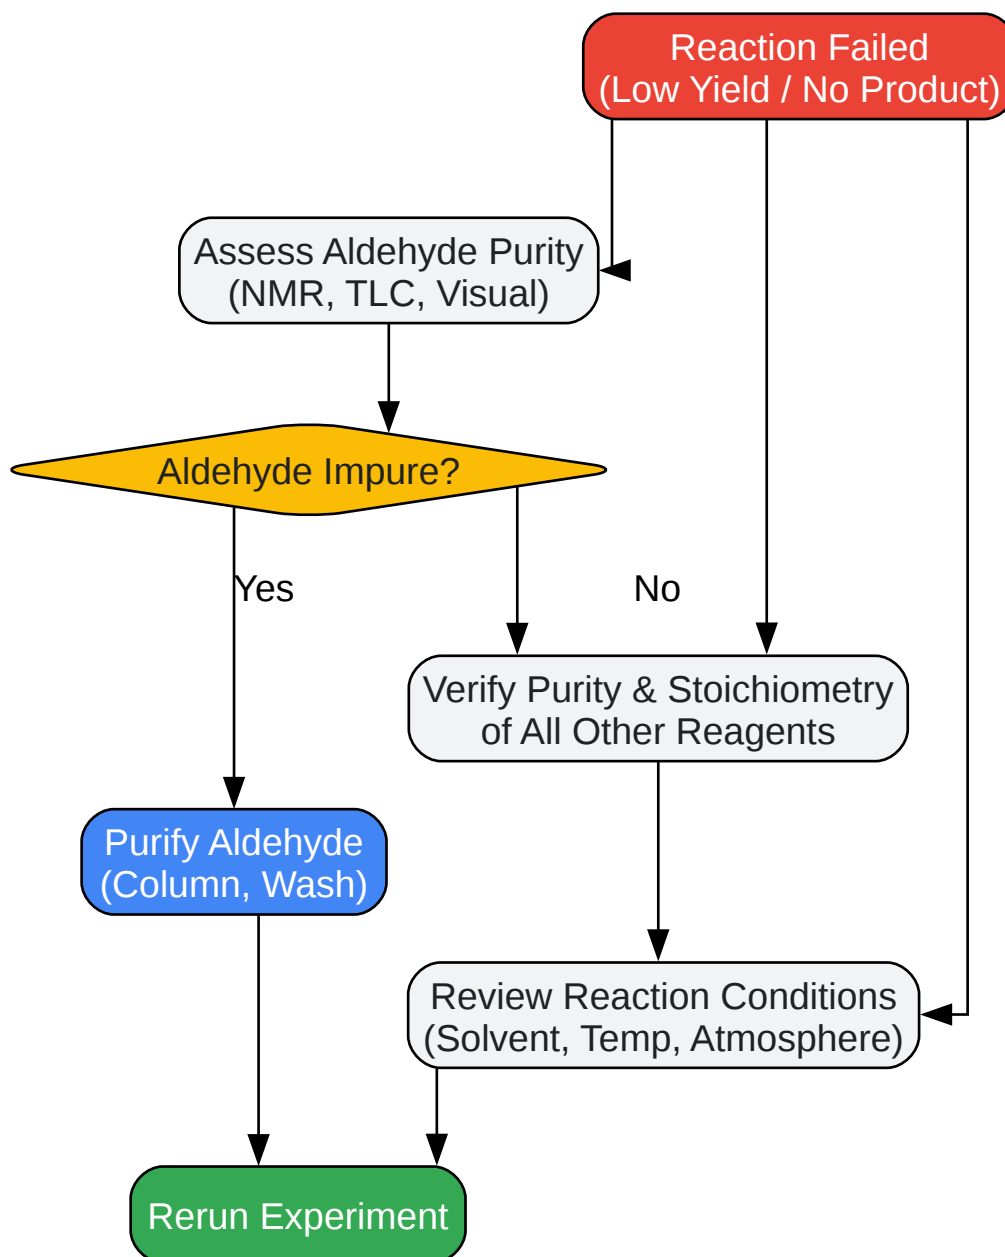 Reaction Failed
(Low Yield / No Product)
Assess Aldehyde Purity
(NMR, TLC, Visual)
Aldehyde Impure?
Yes
No
Verify Purity & Stoichiometry
of All Other Reagents
Purify Aldehyde
(Column, Wash)
Review Reaction Conditions
(Solvent, Temp, Atmosphere)
Rerun Experiment